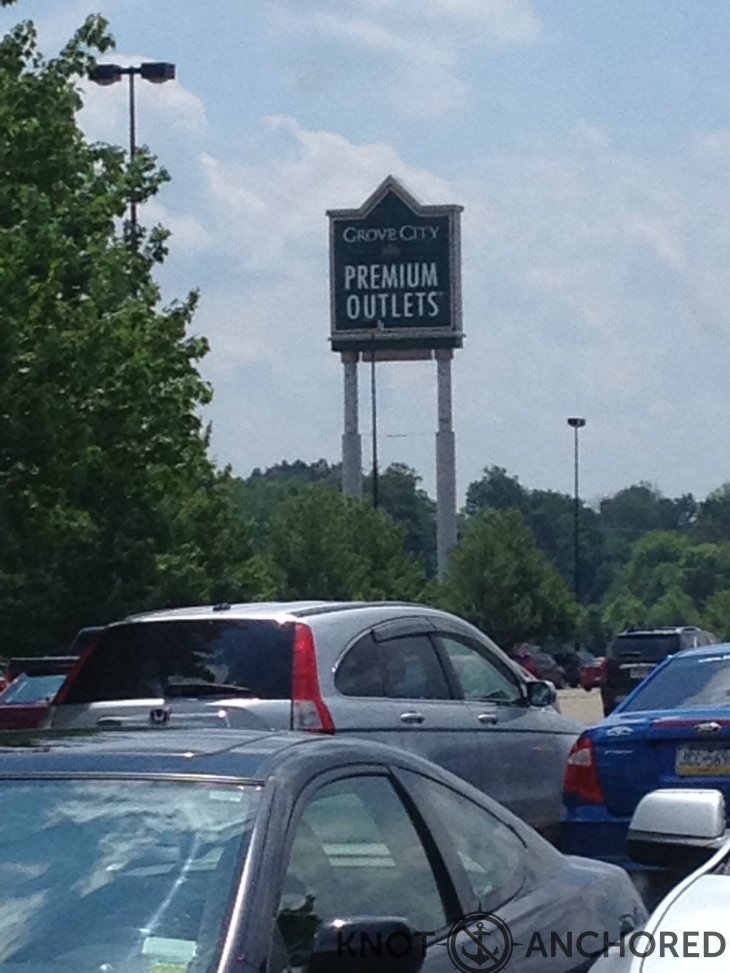 GROVE CITY
PREMIUM
OUTLETS
KNOT ANCHORED